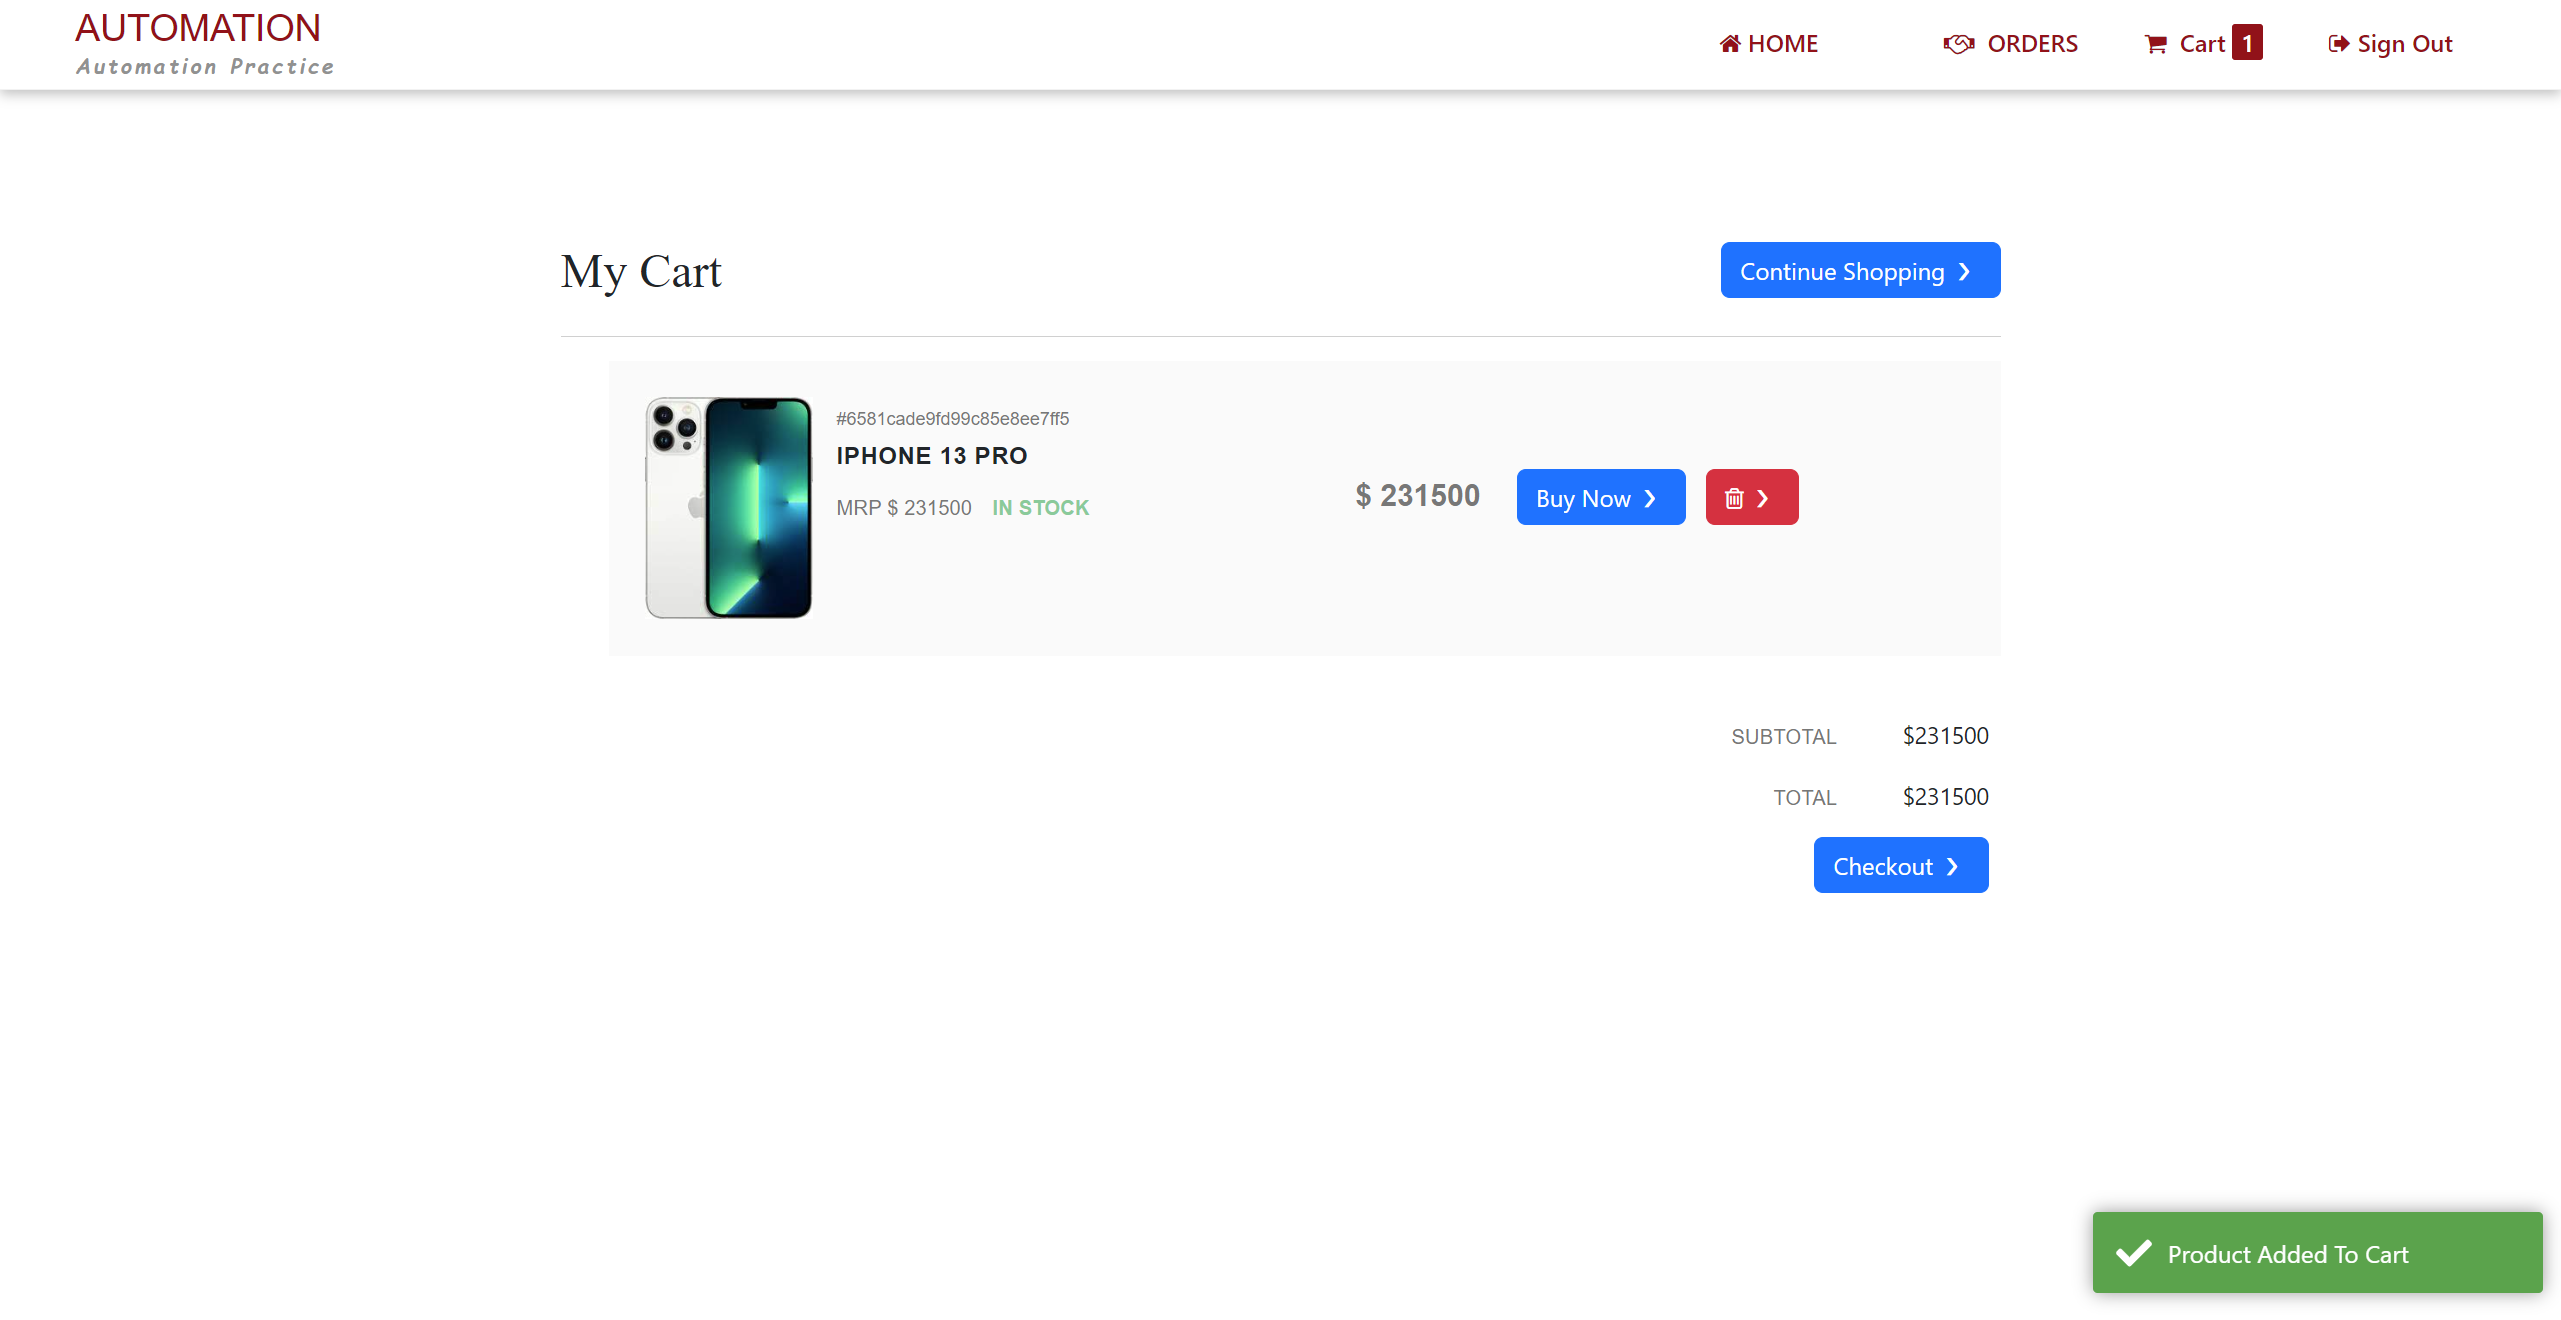 AUTOMATION
Automation Practice
HOME
ORDERS
Cart 1
Sign Out
My Cart
Continue Shopping ❯
#6581cade9fd99c85e8ee7ff5
IPHONE 13 PRO
MRP $ 231500 IN STOCK
$ 231500
Buy Now ❯
❯
SUBTOTAL $231500
TOTAL $231500
Checkout ❯
Product Added To Cart